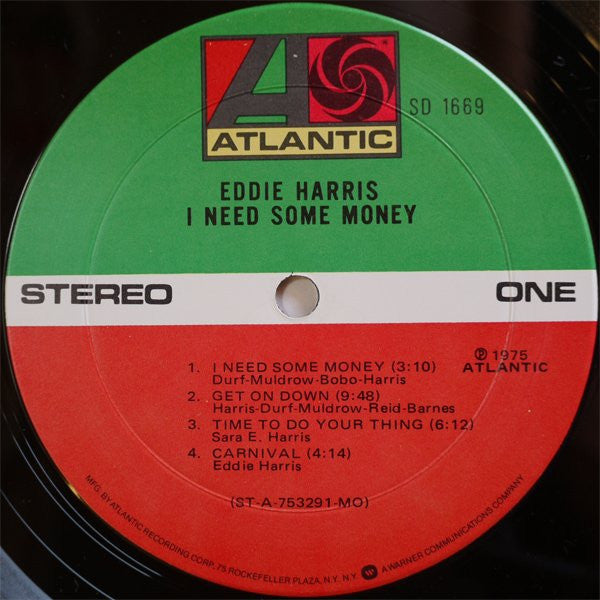 ATLANTIC
SD 1669
EDDIE HARRIS
I NEED SOME MONEY
STEREO
ONE
℗ 1975
ATLANTIC
1. I NEED SOME MONEY (3:10)
Durf-Muldrow-Bobo-Harris
2. GET ON DOWN (9:48)
Harris-Durf-Muldrow-Reid-Barnes
3. TIME TO DO YOUR THING (6:12)
Sara E. Harris
4. CARNIVAL (4:14)
Eddie Harris
(ST-A-753291-MO)
MFG. BY ATLANTIC RECORDING CORP., 75 ROCKEFELLER PLAZA, N.Y. N.Y. A WARNER COMMUNICATIONS COMPANY